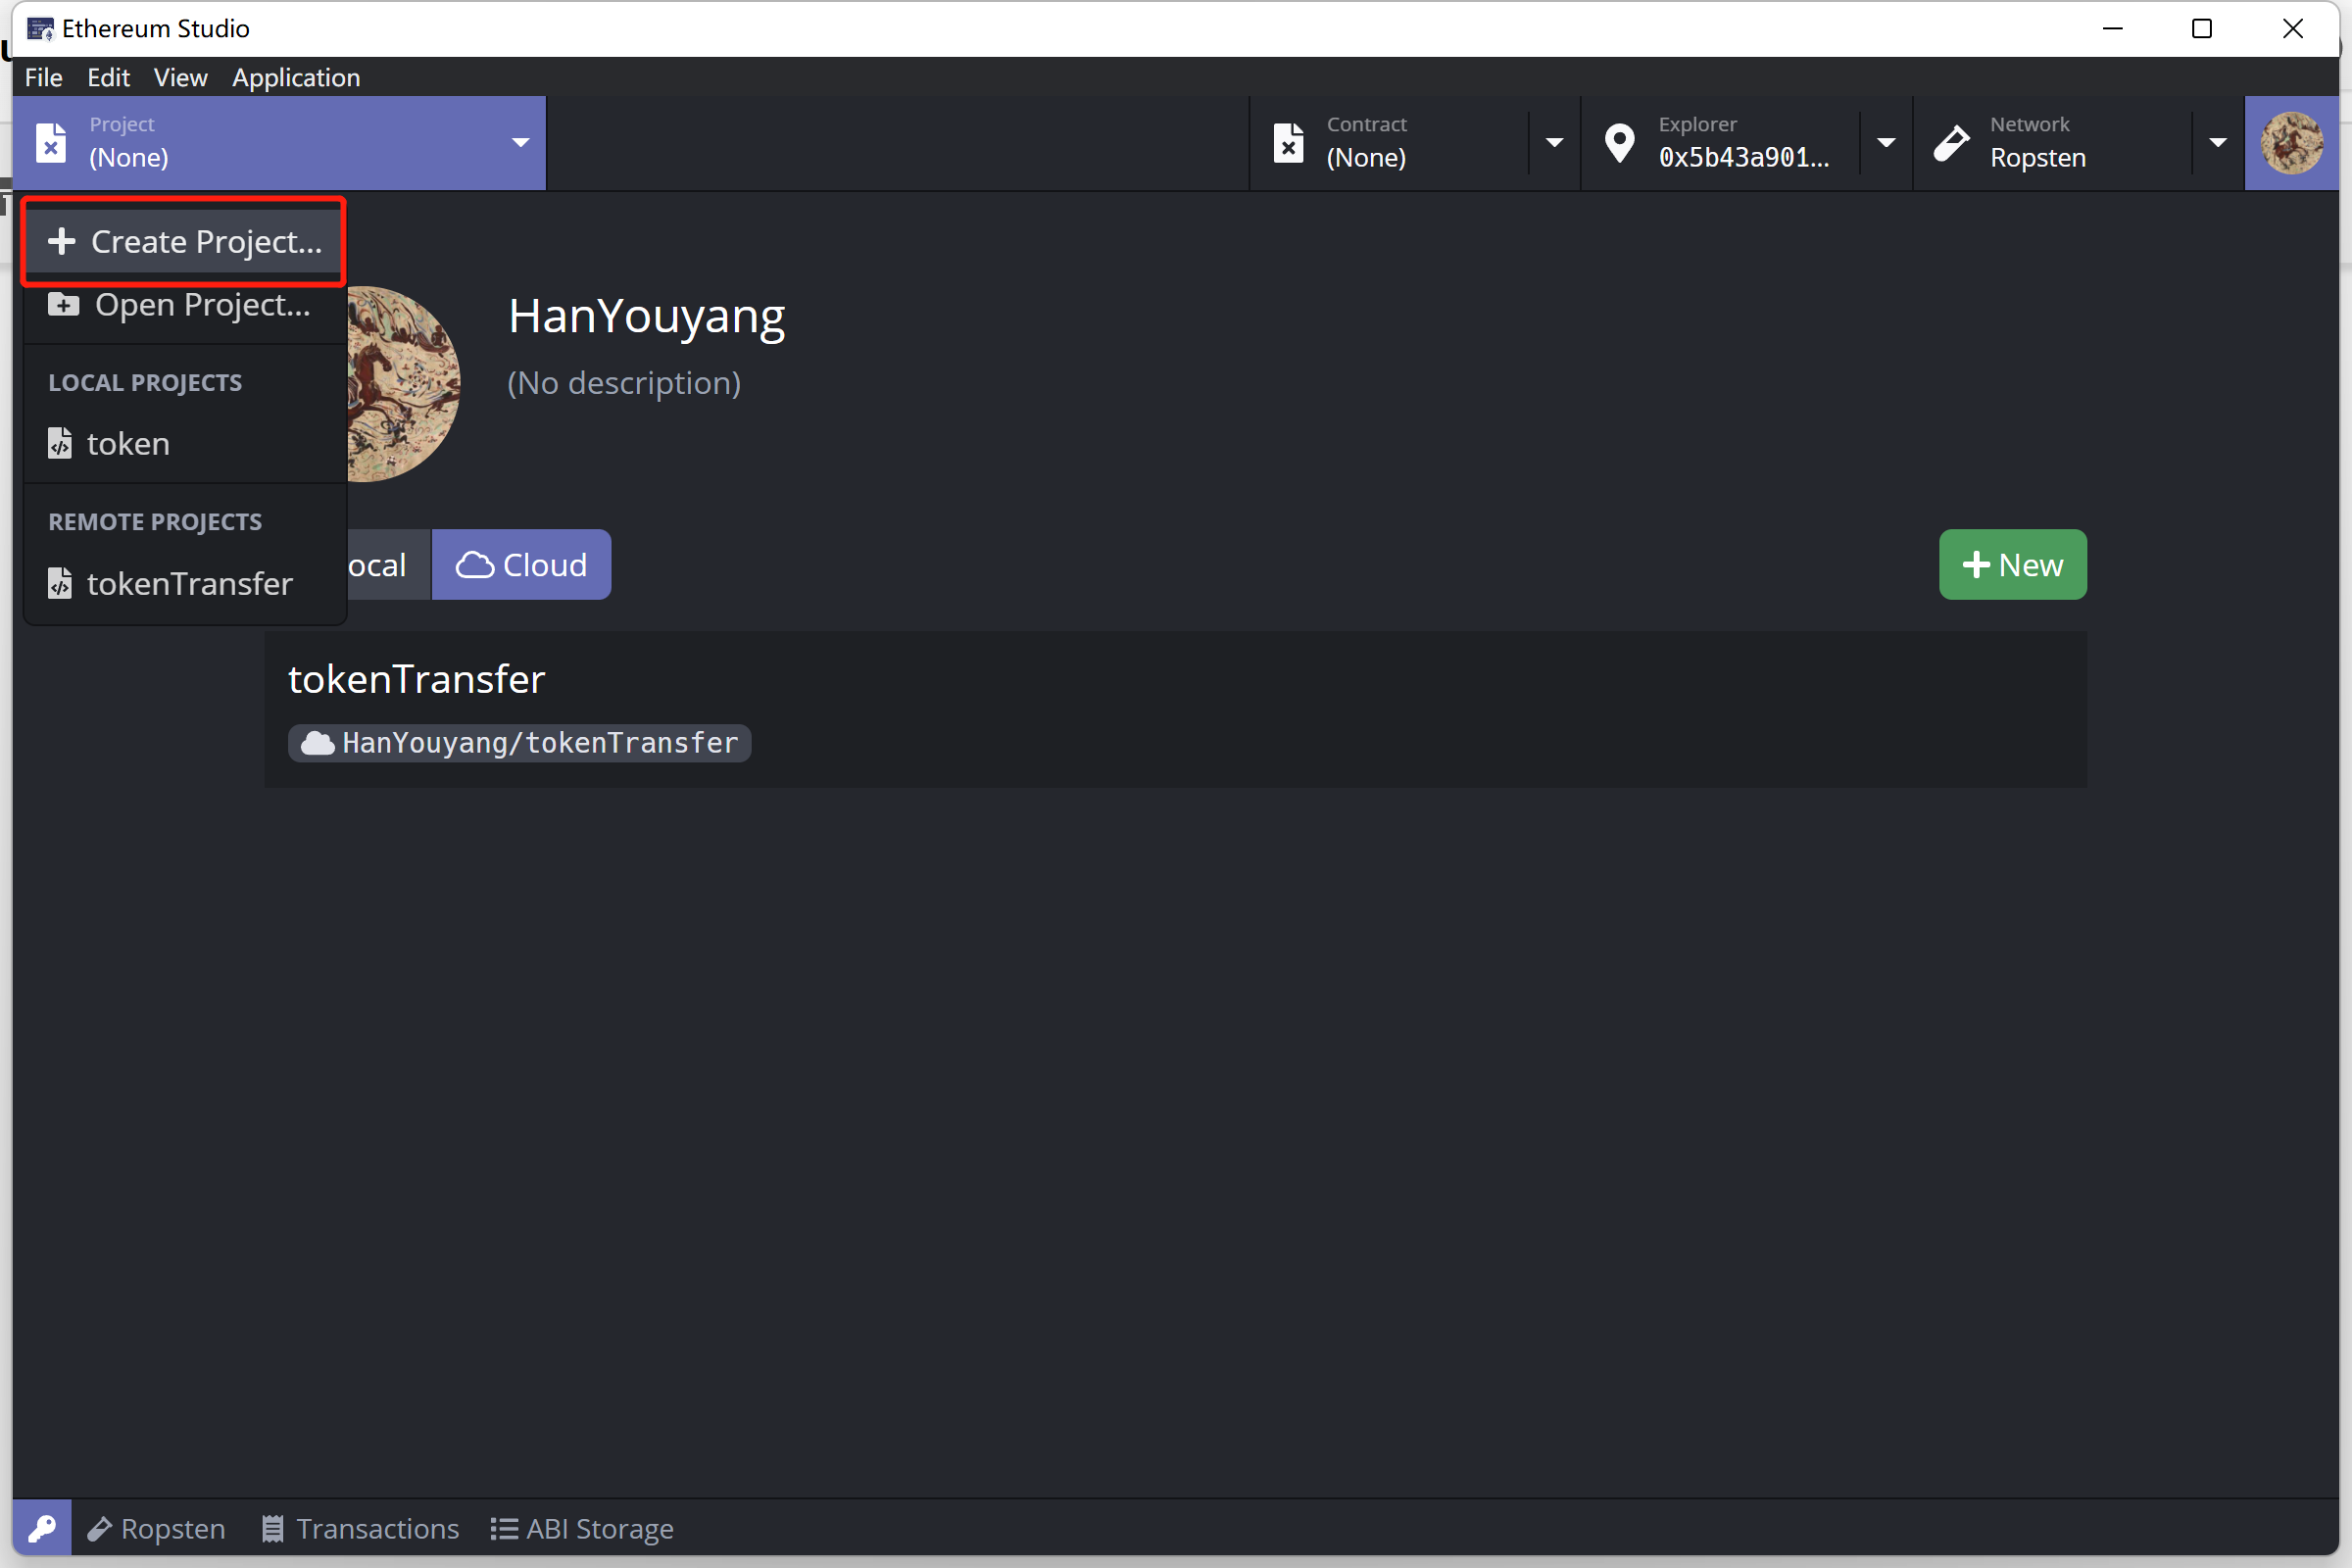 Ethereum Studio
File Edit View Application
Project
(None)
Contract
(None)
Explorer
0x5b43a901...
Network
Ropsten
Create Project...
Open Project...
LOCAL PROJECTS
token
REMOTE PROJECTS
tokenTransfer
HanYouyang
(No description)
ocal
Cloud
New
tokenTransfer
HanYouyang/tokenTransfer
Ropsten Transactions ABI Storage